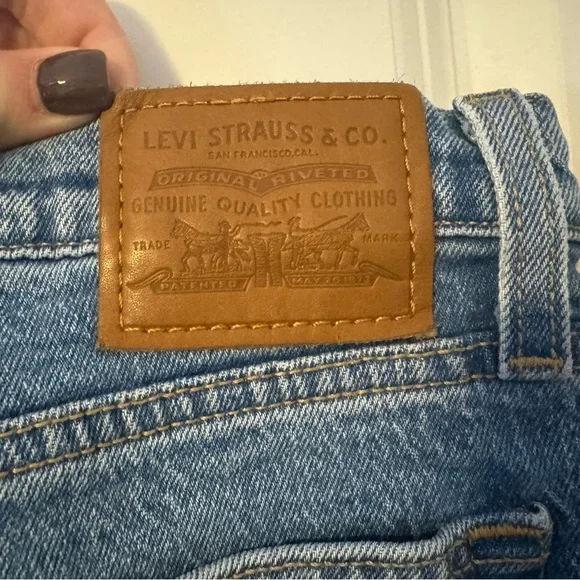 LEVI STRAUSS & CO.
SAN FRANCISCO, CAL.
ORIGINAL RIVETED
GENUINE QUALITY CLOTHING
TRADE MARK
PATENTED MAY 20 1873